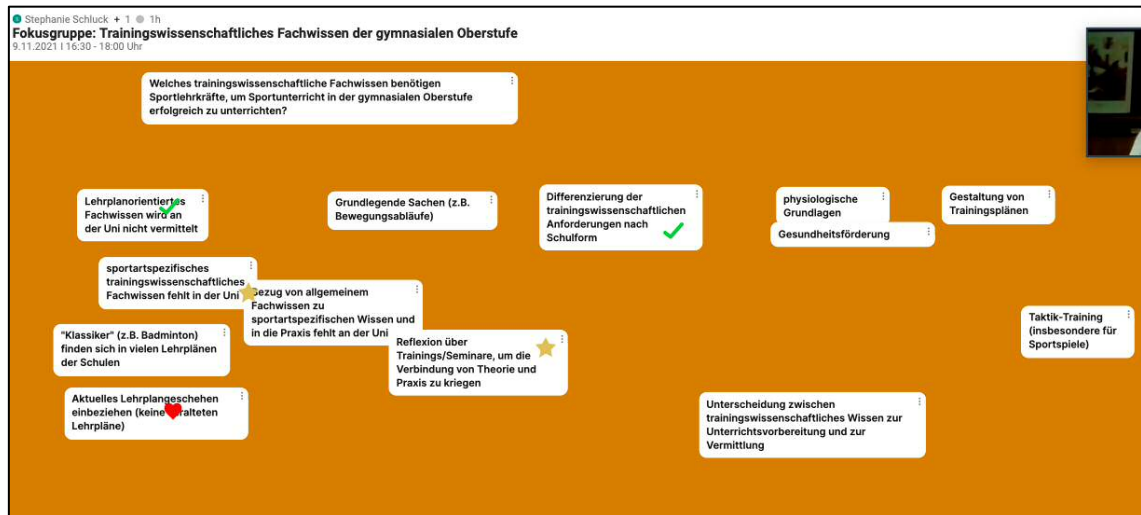 Stephanie Schluck + 1 1h
Fokusgruppe: Trainingswissenschaftliches Fachwissen der gymnasialen Oberstufe
9.11.2021 I 16:30 - 18:00 Uhr
Welches trainingswissenschaftliche Fachwissen benötigen
Sportlehrkräfte, um Sportunterricht in der gymnasialen Oberstufe
erfolgreich zu unterrichten?
Lehrplanorientiertes
Fachwissen wird an
der Uni nicht vermittelt
Grundlegende Sachen (z.B.
Bewegungsabläufe)
Differenzierung der
trainingswissenschaftlichen
Anforderungen nach
Schulform
physiologische
Grundlagen
Gesundheitsförderung
Gestaltung von
Trainingsplänen
sportartspezifisches
trainingswissenschaftliches
Fachwissen fehlt in der Uni
Bezug von allgemeinem
Fachwissen zu
sportartspezifischen Wissen und
in die Praxis fehlt an der Uni
"Klassiker" (z.B. Badminton)
finden sich in vielen Lehrplänen
der Schulen
Reflexion über
Trainings/Seminare, um die
Verbindung von Theorie und
Praxis zu kriegen
Taktik-Training
(insbesondere für
Sportspiele)
Aktuelles Lehrplangeschehen
einbeziehen (keine veralteten
Lehrpläne)
Unterscheidung zwischen
trainingswissenschaftliches Wissen zur
Unterrichtsvorbereitung und zur
Vermittlung